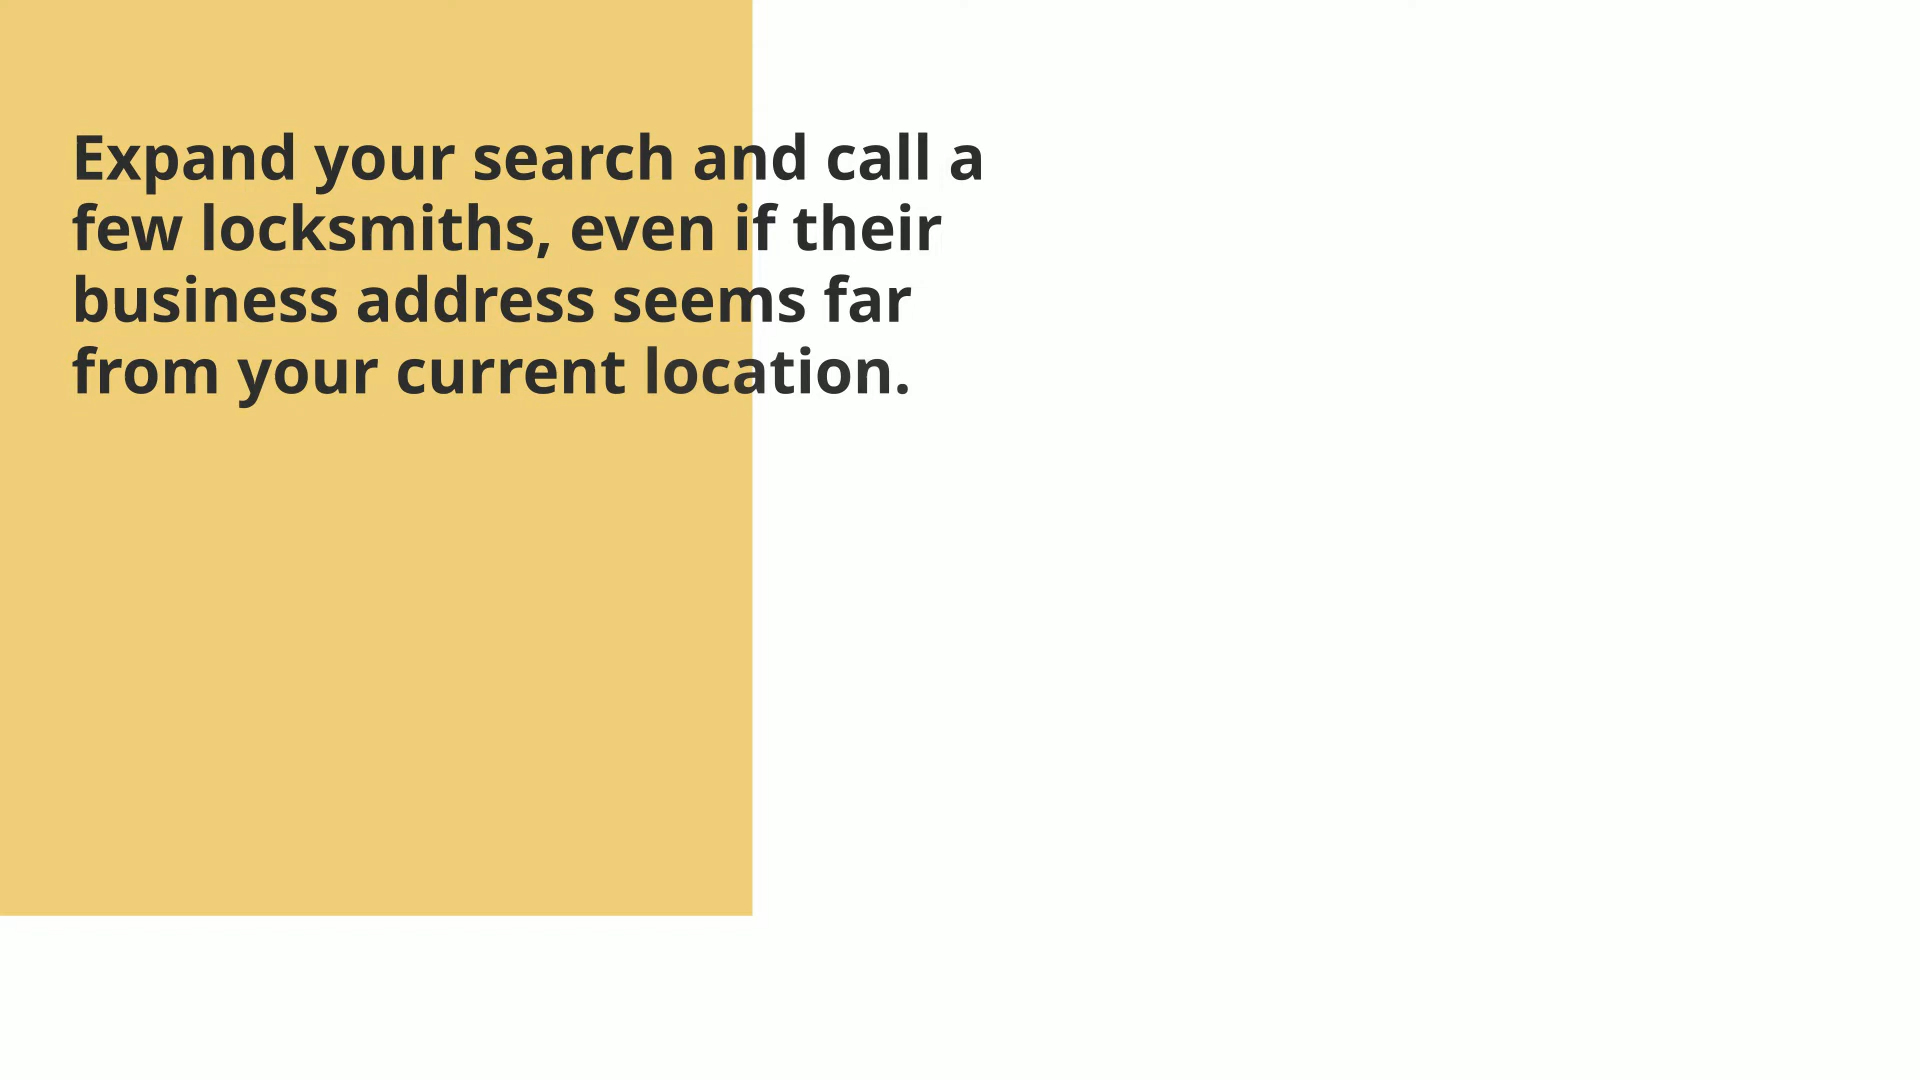 Expand your search and call a
few locksmiths, even if their
business address seems far
from your current location.